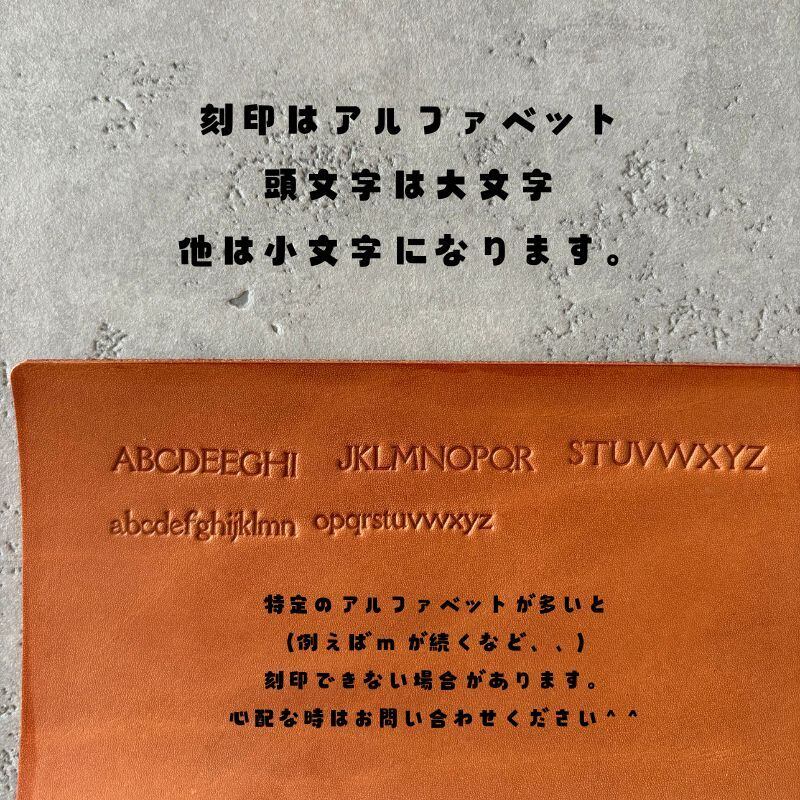 刻印はアルファベット
頭文字は大文字
他は小文字になります。
ABCDEEGHI JKLMNOPQR STUVWXYZ
abcdefghijklmn opqrstuvwxyz
特定のアルファベットが多いと
(例えばm が続くなど、、)
刻印できない場合があります。
心配な時はお問い合わせください^ ^